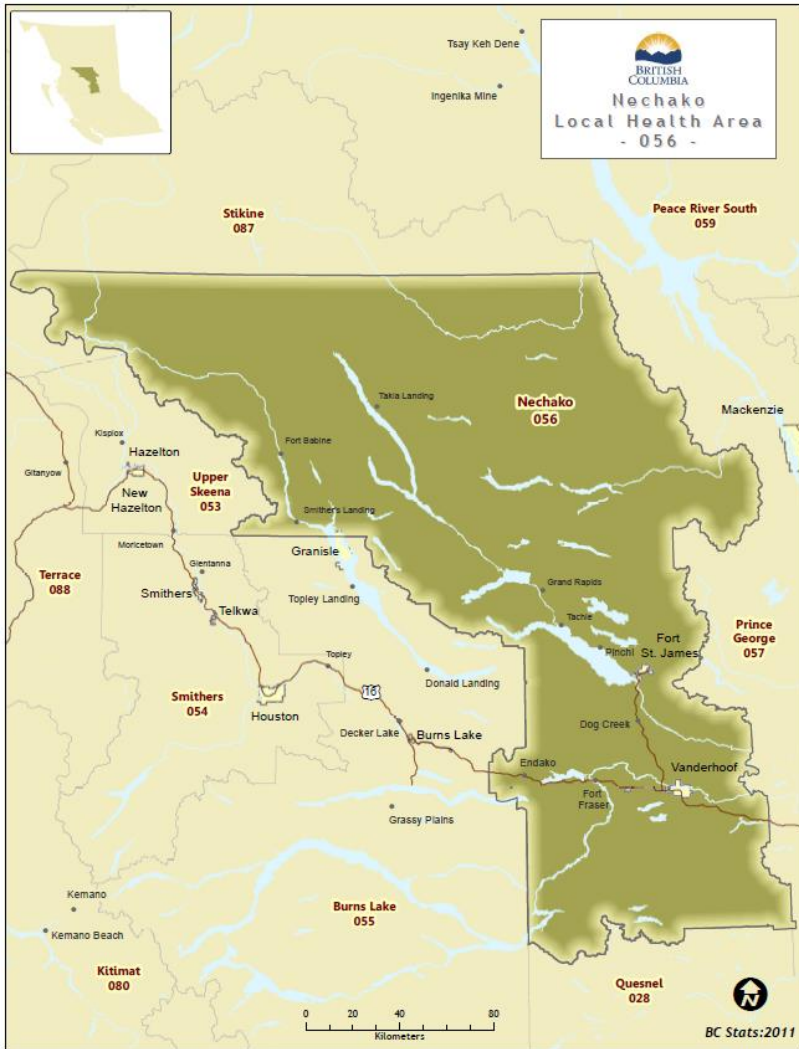 Tsay Keh Dene
Ingenika Mine
BRITISH
COLUMBIA
Nechako
Local Health Area
- 056 -
Stikine
087
Peace River South
059
Takla Landing
Nechako
056
Mackenzie
Kispiox
Hazelton
Gitanyow
New
Hazelton
Upper
Skeena
053
Fort Babine
Smither's Landing
Moricetown
Granisle
Glentanna
Terrace
088
Smithers
Telkwa
Topley Landing
Grand Rapids
Tachie
Pinchi
Fort
St. James
Prince
George
057
Topley
Donald Landing
Smithers
054
Houston
16
Decker Lake
Burns Lake
Dog Creek
Endako
Vanderhoof
Fort
Fraser
Grassy Plains
Kemano
Kemano Beach
Burns Lake
055
Kitimat
080
Quesnel
028
N
0 20 40 80
Kilometers
BC Stats:2011